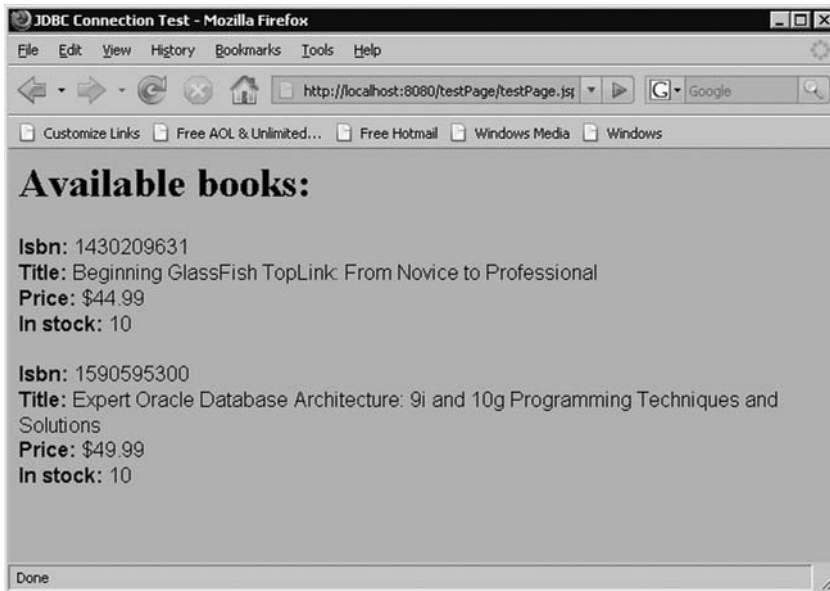 JDBC Connection Test - Mozilla Firefox
File Edit View History Bookmarks Tools Help
http://localhost:8080/testPage/testPage.jsp G Google
Customize Links Free AOL & Unlimited... Free Hotmail Windows Media Windows
Available books:
Isbn: 1430209631
Title: Beginning GlassFish TopLink: From Novice to Professional
Price: $44.99
In stock: 10
Isbn: 1590595300
Title: Expert Oracle Database Architecture: 9i and 10g Programming Techniques and
Solutions
Price: $49.99
In stock: 10
Done